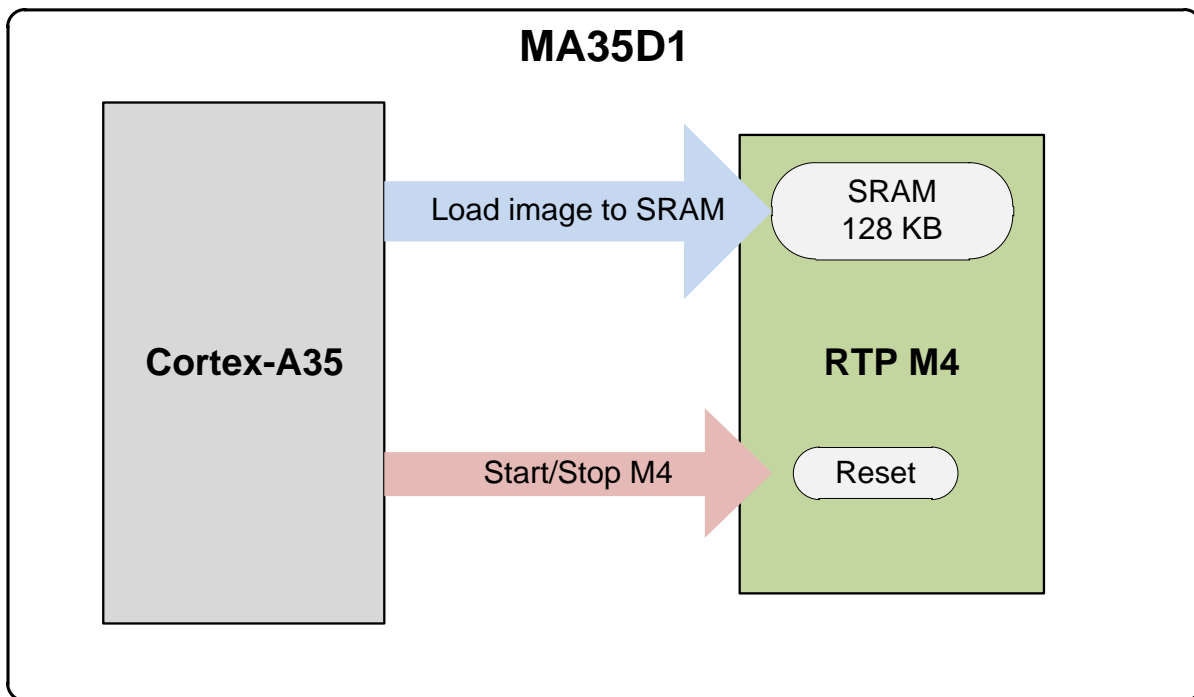 MA35D1
Load image to SRAM
SRAM
128 KB
Cortex-A35
RTP M4
Start/Stop M4
Reset